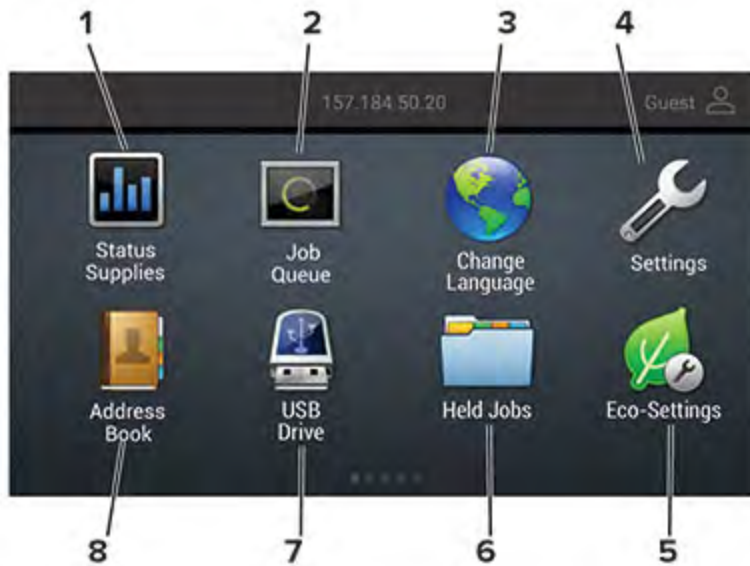 1 2 3 4
157.184.50.20 Guest
Status
Supplies
Job
Queue
Change
Language
Settings
Address
Book
USB
Drive
Held Jobs
Eco-Settings
8 7 6 5